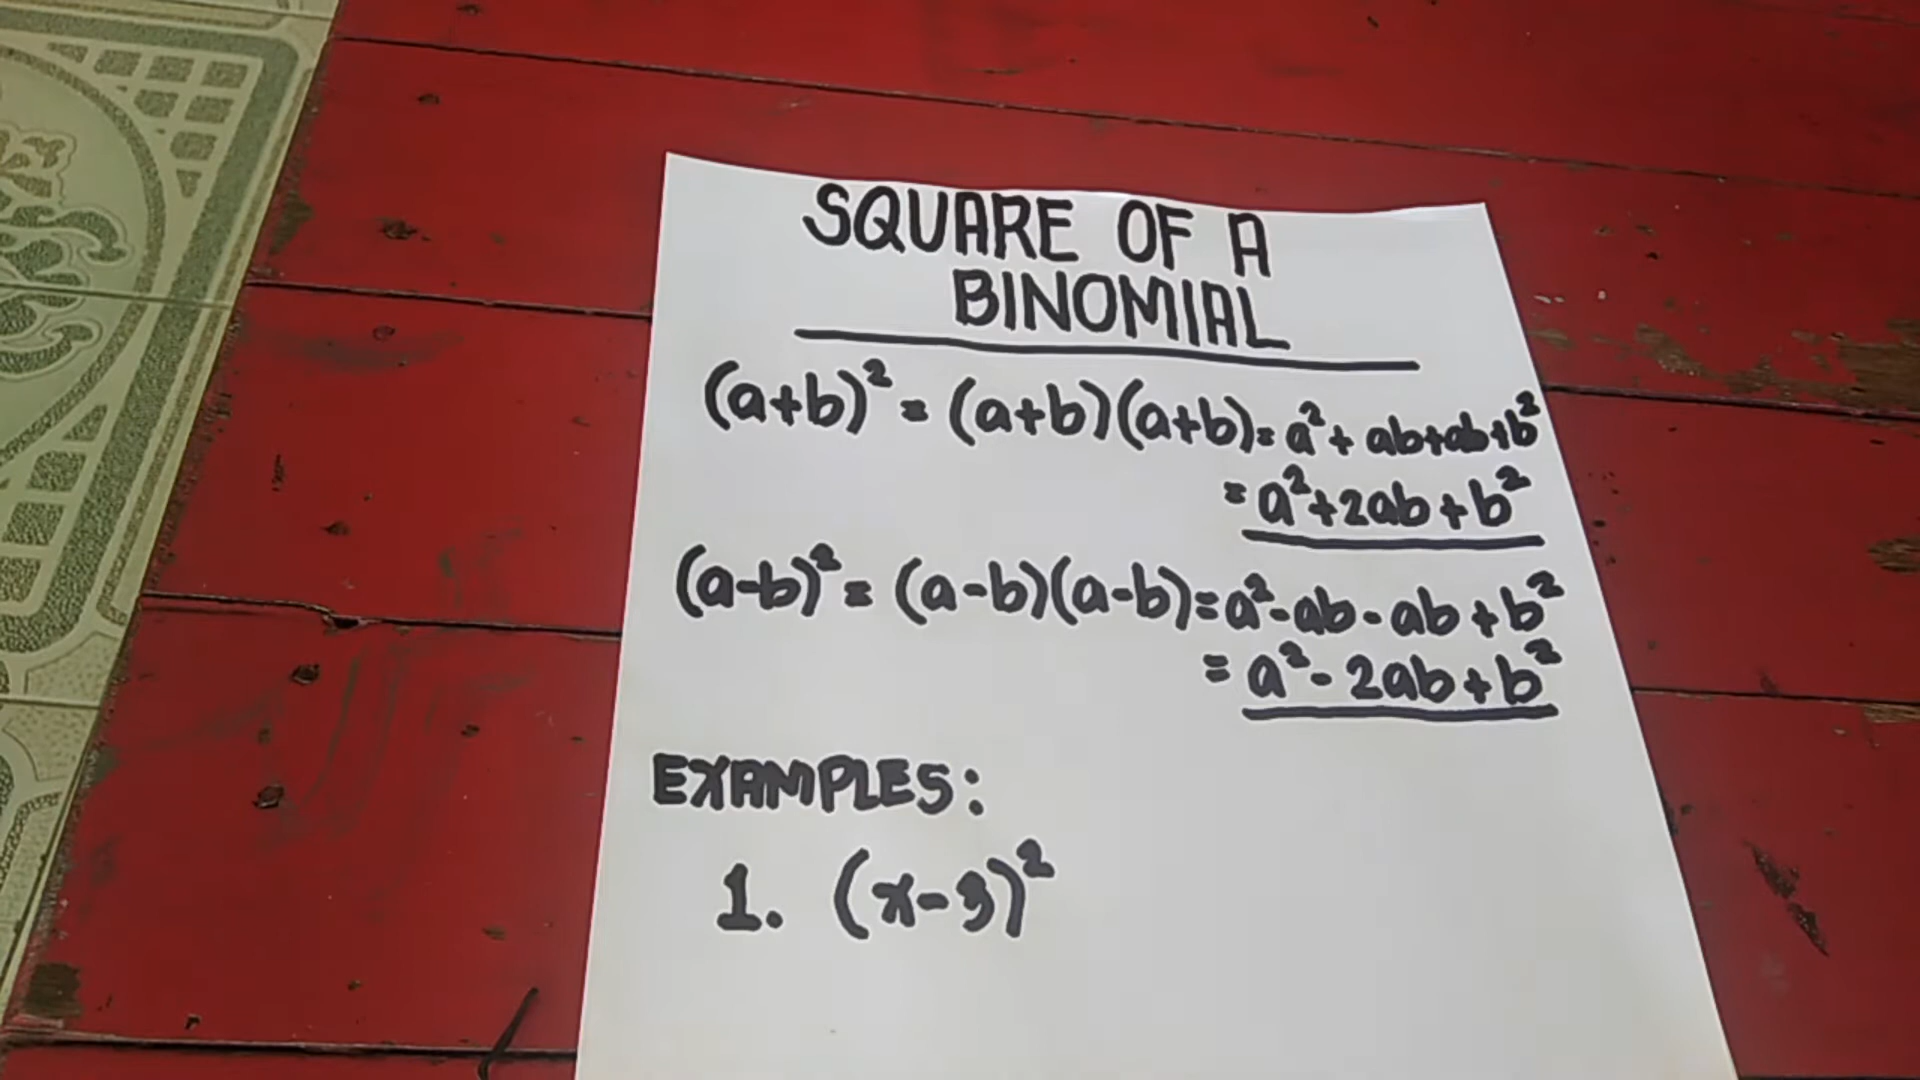 SQUARE OF A
BINOMIAL
(a+b)² = (a+b)(a+b) = a² + ab+ab+b²
= a²+2ab+b²
(a-b)² = (a-b)(a-b) = a²-ab-ab+b²
= a²-2ab+b²
EXAMPLES:
1. (x-3)²